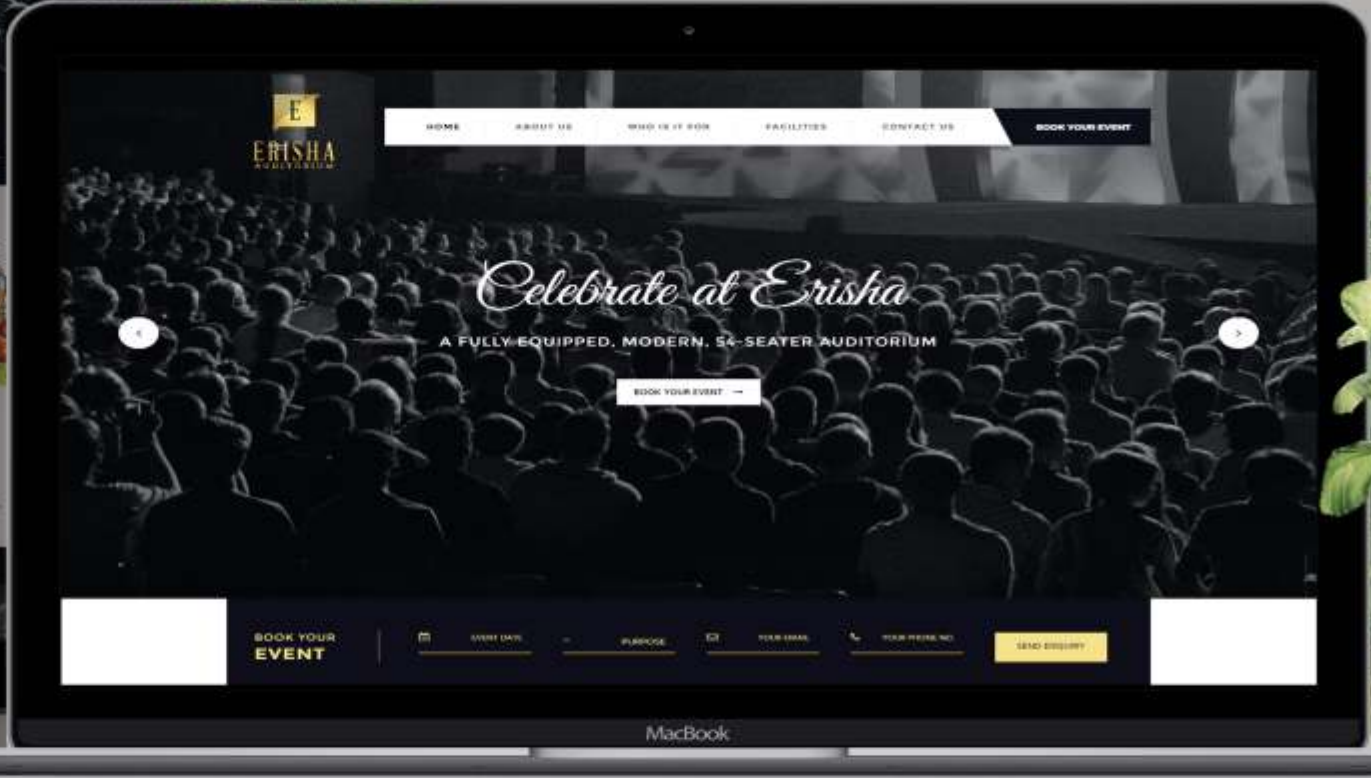 E
ERISHA
AUDITORIUM
HOME ABOUT US WHO IS IT FOR FACILITIES CONTACT US BOOK YOUR EVENT
Celebrate at Erisha
A FULLY EQUIPPED, MODERN, 54-SEATER AUDITORIUM
BOOK YOUR EVENT →
BOOK YOUR
EVENT
EVENT DATE PURPOSE YOUR EMAIL YOUR PHONE NO. SEND ENQUIRY
MacBook